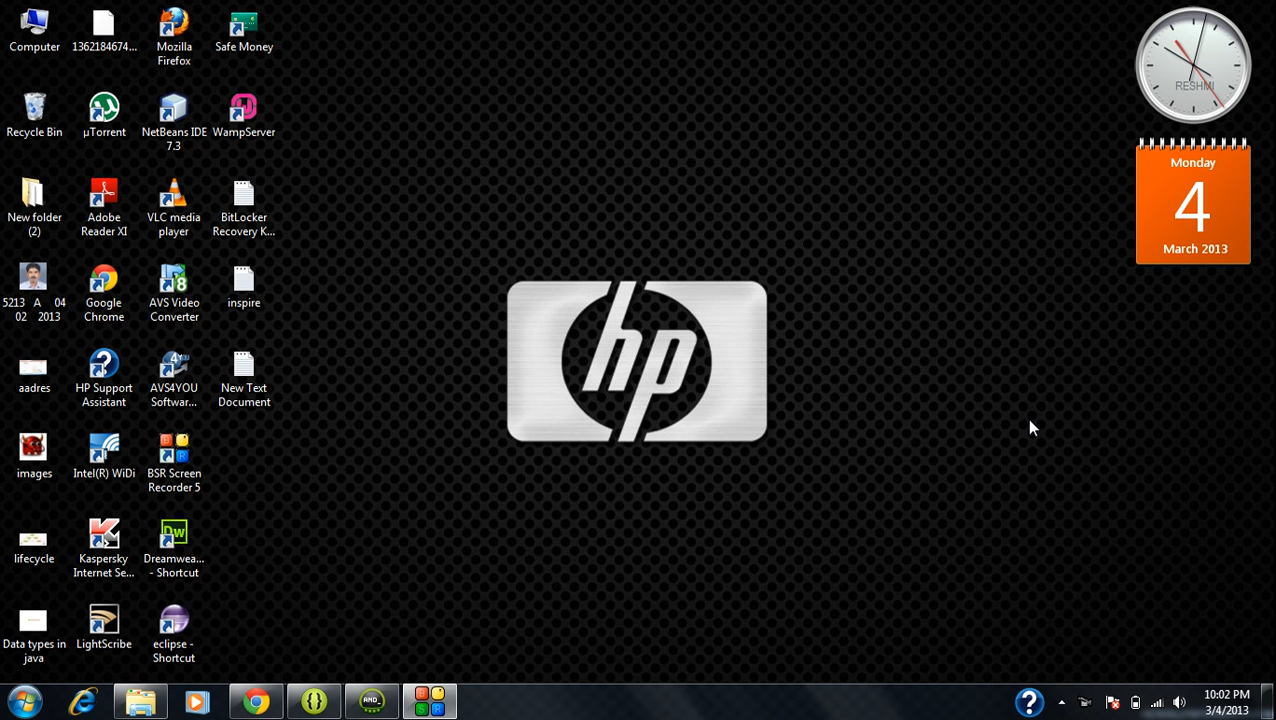 Computer
1362184674...
Mozilla
Firefox
Safe Money
Recycle Bin
µTorrent
NetBeans IDE
7.3
WampServer
New folder
(2)
Adobe
Reader XI
VLC media
player
BitLocker
Recovery K...
5213 A 04
02 2013
Google
Chrome
AVS Video
Converter
inspire
aadres
HP Support
Assistant
AVS4YOU
Softwar...
New Text
Document
images
Intel(R) WiDi
BSR Screen
Recorder 5
lifecycle
Kaspersky
Internet Se...
Dreamwea...
- Shortcut
Data types in
java
LightScribe
eclipse -
Shortcut
hp
RESHMI
Monday
4
March 2013
AND
10:02 PM
3/4/2013